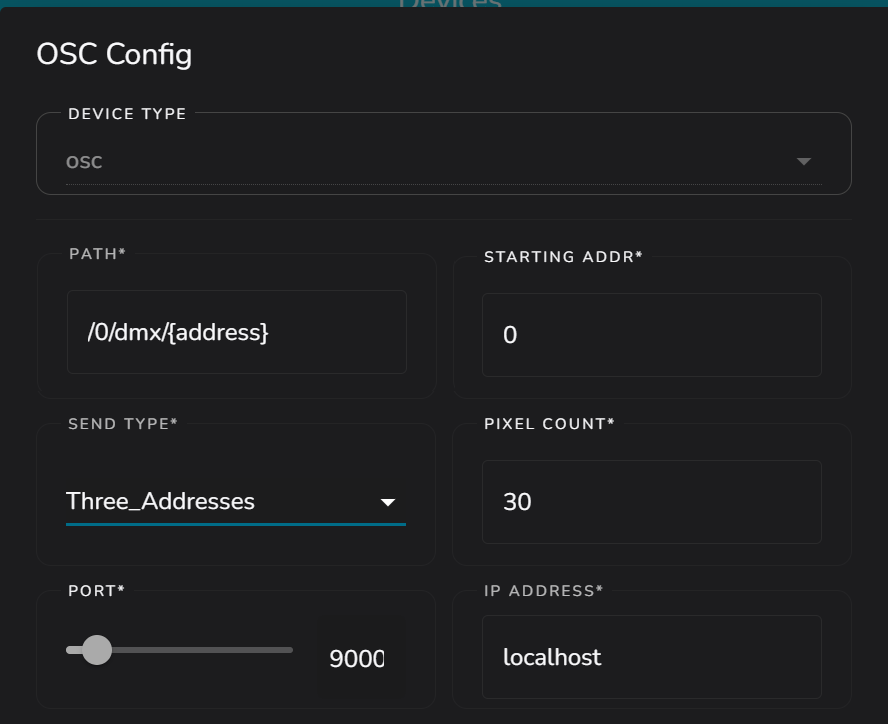 Devices
OSC Config
DEVICE TYPE
OSC
PATH*
STARTING ADDR*
/0/dmx/{address}
0
SEND TYPE*
PIXEL COUNT*
Three_Addresses
30
PORT*
IP ADDRESS*
9000
localhost